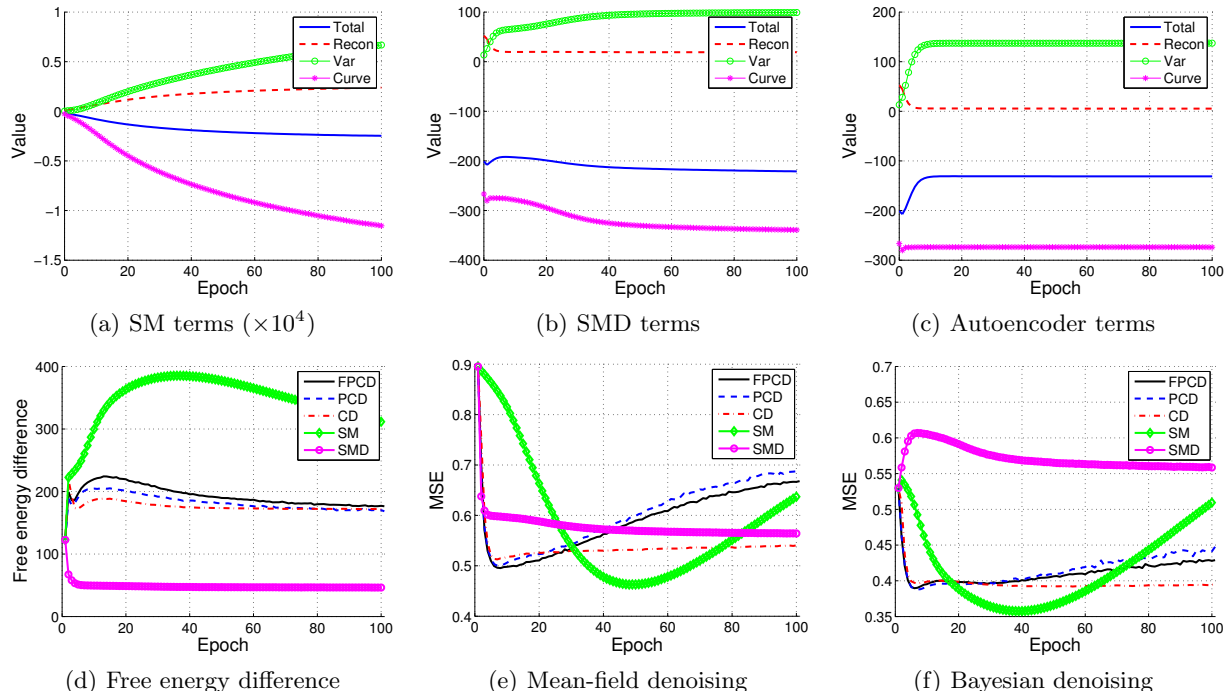 1
0.5
0
−0.5
−1
−1.5
Value
0 20 40 60 80 100
Epoch
Total
Recon
Var
Curve
(a) SM terms (×10⁴)
100
0
−100
−200
−300
−400
Value
0 20 40 60 80 100
Epoch
Total
Recon
Var
Curve
(b) SMD terms
200
100
0
−100
−200
−300
Value
0 20 40 60 80 100
Epoch
Total
Recon
Var
Curve
(c) Autoencoder terms
400
300
200
100
0
Free energy difference
0 20 40 60 80 100
Epoch
FPCD
PCD
CD
SM
SMD
(d) Free energy difference
0.9
0.8
0.7
0.6
0.5
0.4
MSE
0 20 40 60 80 100
Epoch
FPCD
PCD
CD
SM
SMD
(e) Mean-field denoising
0.7
0.65
0.6
0.55
0.5
0.45
0.4
0.35
MSE
0 20 40 60 80 100
Epoch
FPCD
PCD
CD
SM
SMD
(f) Bayesian denoising